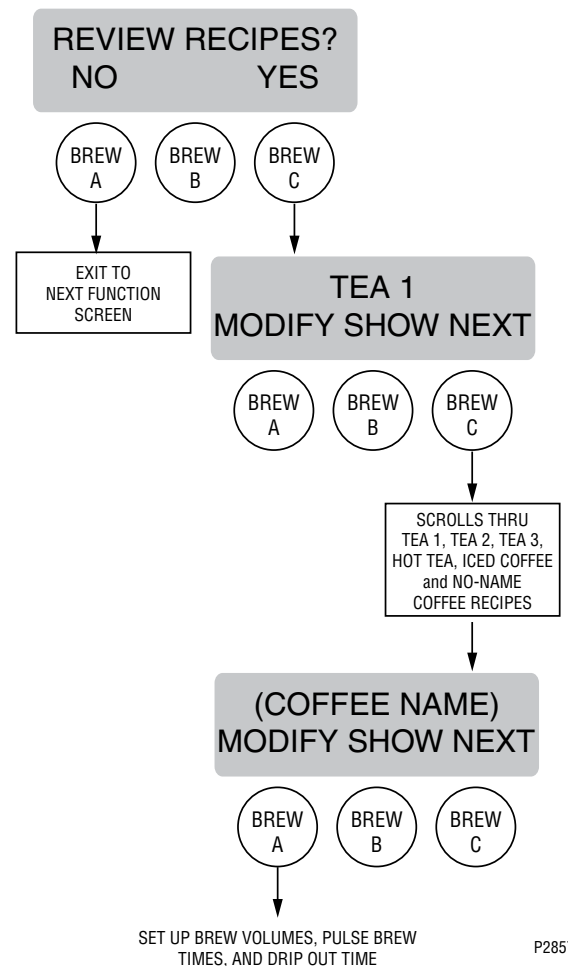 REVIEW RECIPES?
NO YES
BREW
A
BREW
B
BREW
C
EXIT TO
NEXT FUNCTION
SCREEN
TEA 1
MODIFY SHOW NEXT
BREW
A
BREW
B
BREW
C
SCROLLS THRU
TEA 1, TEA 2, TEA 3,
HOT TEA, ICED COFFEE
and NO-NAME
COFFEE RECIPES
(COFFEE NAME)
MODIFY SHOW NEXT
BREW
A
BREW
B
BREW
C
SET UP BREW VOLUMES, PULSE BREW
TIMES, AND DRIP OUT TIME